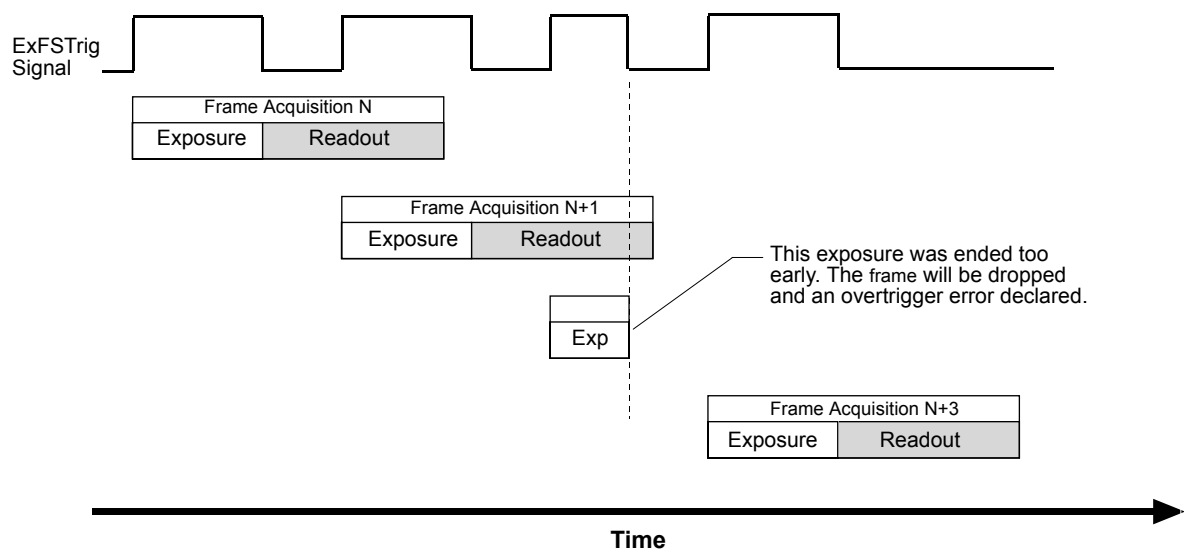 ExFSTrig
Signal
Frame Acquisition N
Exposure Readout
Frame Acquisition N+1
Exposure Readout
This exposure was ended too
early. The frame will be dropped
and an overtrigger error declared.
Exp
Frame Acquisition N+3
Exposure Readout
Time